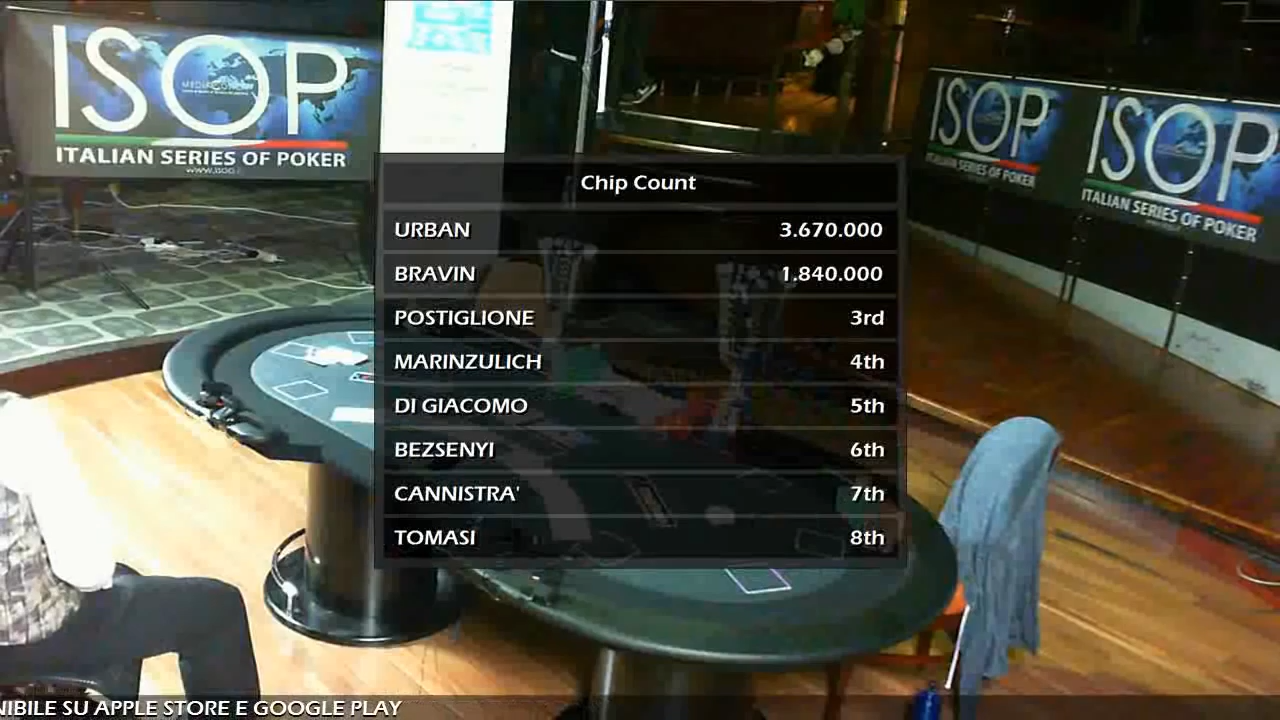 ISOP
ITALIAN SERIES OF POKER
ISOP
ITALIAN SERIES OF POKER
ISOP
ITALIAN SERIES OF POKER
Chip Count
URBAN 3.670.000
BRAVIN 1.840.000
POSTIGLIONE 3rd
MARINZULICH 4th
DI GIACOMO 5th
BEZSENYI 6th
CANNISTRA' 7th
TOMASI 8th
NIBILE SU APPLE STORE E GOOGLE PLAY